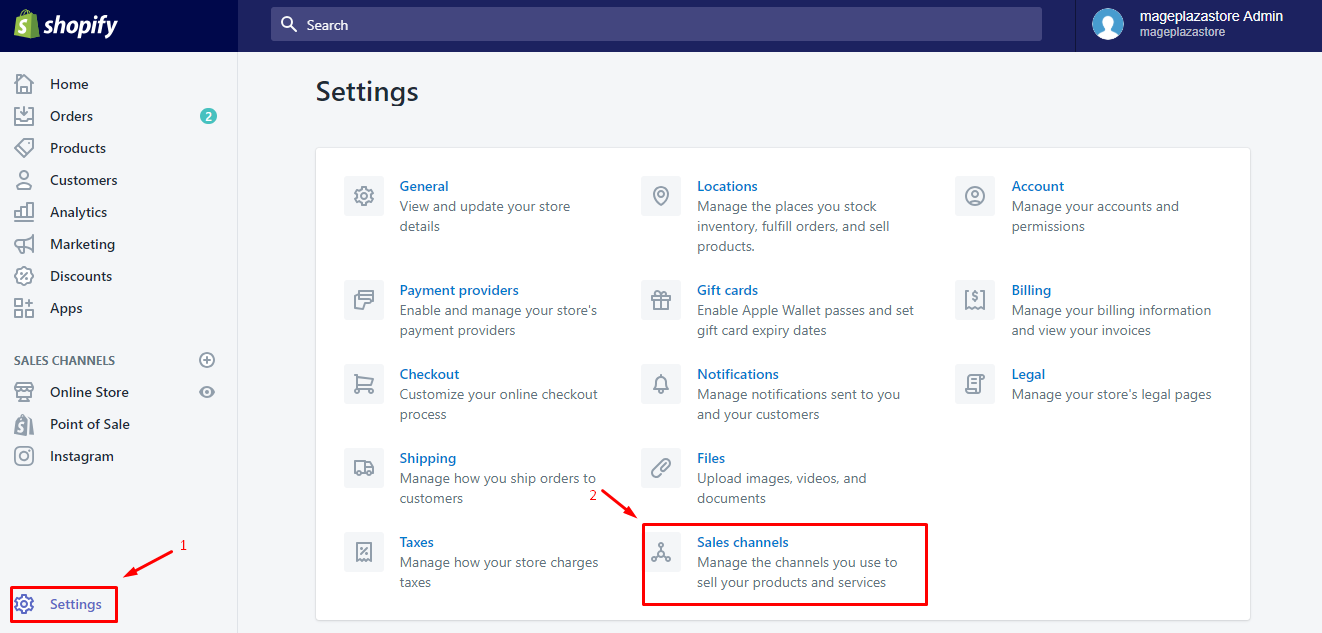 shopify
Search
mageplazastore Admin
mageplazastore
Home
Orders
2
Products
Customers
Analytics
Marketing
Discounts
Apps
SALES CHANNELS
Online Store
Point of Sale
Instagram
1
Settings
Settings
General
View and update your store
details
Locations
Manage the places you stock
inventory, fulfill orders, and sell
products.
Account
Manage your accounts and
permissions
Payment providers
Enable and manage your store's
payment providers
Gift cards
Enable Apple Wallet passes and set
gift card expiry dates
Billing
Manage your billing information
and view your invoices
Checkout
Customize your online checkout
process
Notifications
Manage notifications sent to you
and your customers
Legal
Manage your store's legal pages
Shipping
Manage how you ship orders to
customers
Files
Upload images, videos, and
documents
2
Taxes
Manage how your store charges
taxes
Sales channels
Manage the channels you use to
sell your products and services